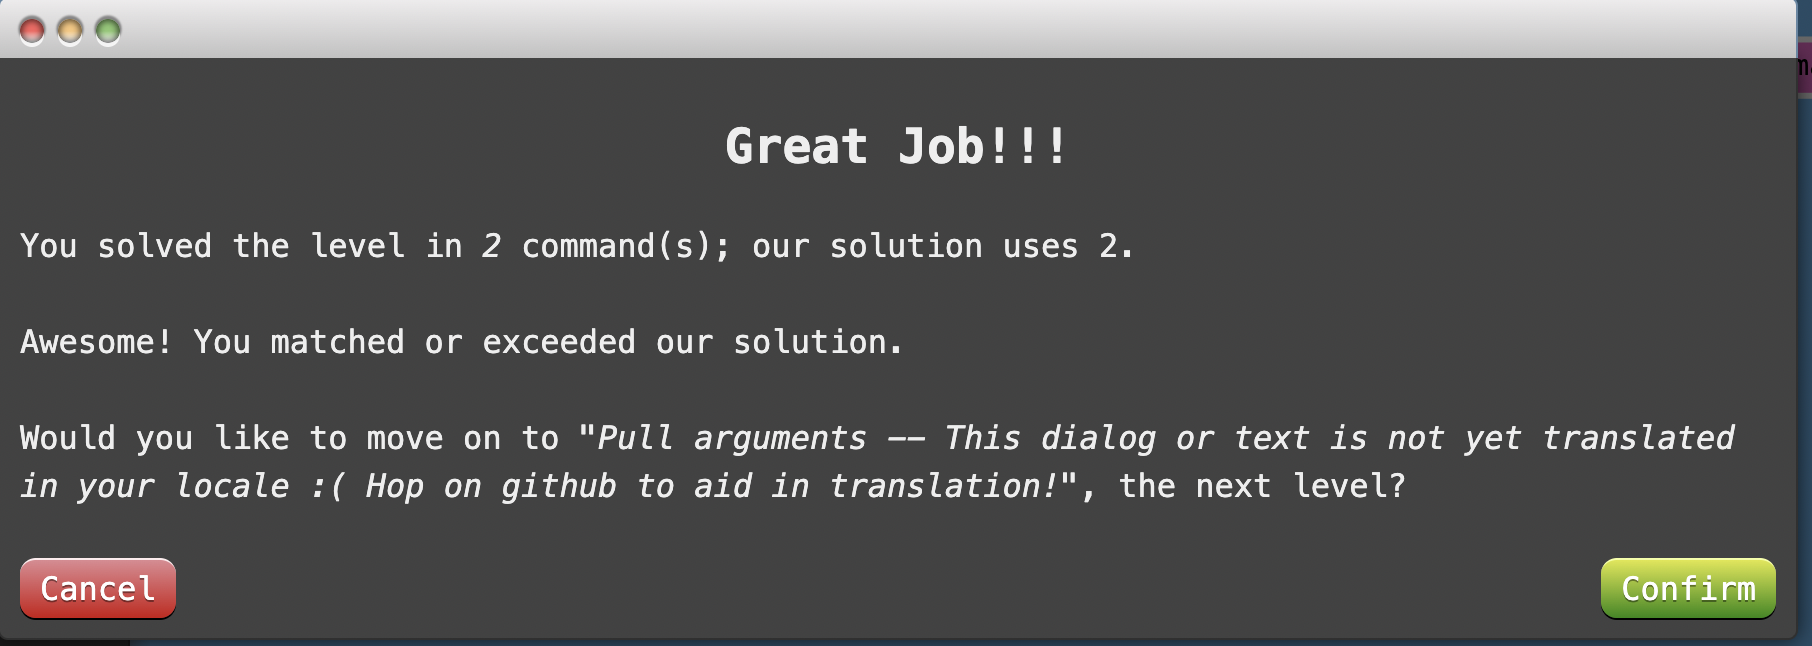 Great Job!!!
You solved the level in 2 command(s); our solution uses 2.
Awesome! You matched or exceeded our solution.
Would you like to move on to "Pull arguments -- This dialog or text is not yet translated
in your locale :( Hop on github to aid in translation!", the next level?
Cancel
Confirm